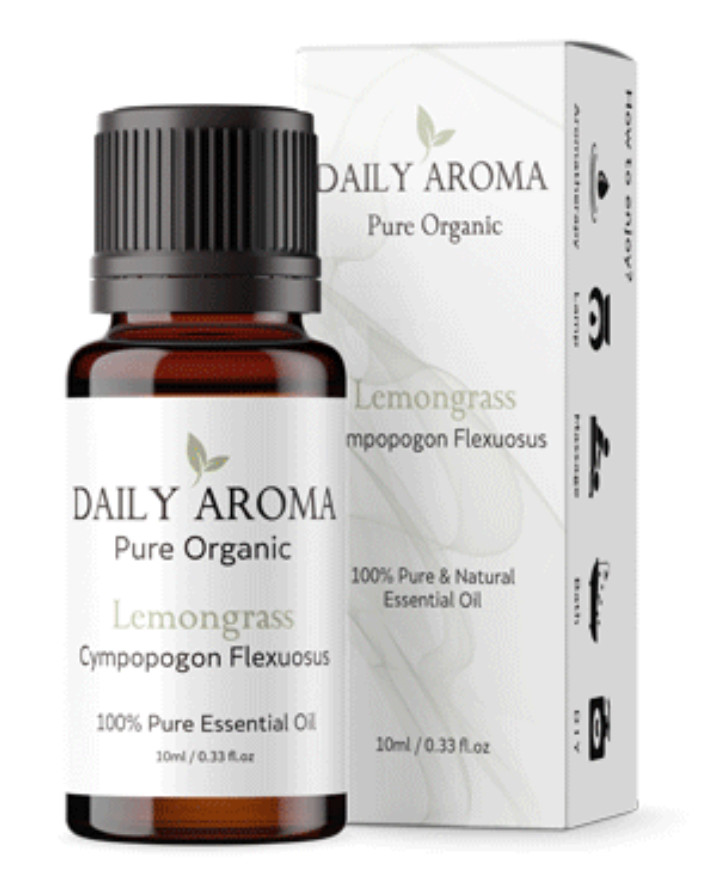 DAILY AROMA
Pure Organic
Lemongrass
Cympopogon Flexuosus
100% Pure Essential Oil
10ml / 0.33 fl.oz
DAILY AROMA
Pure Organic
Lemongrass
mpopogon Flexuosus
100% Pure & Natural
Essential Oil
10ml / 0.33 fl.oz
How to enjoy?
Aromatherapy
Lamp
Massage
Bath
DIY